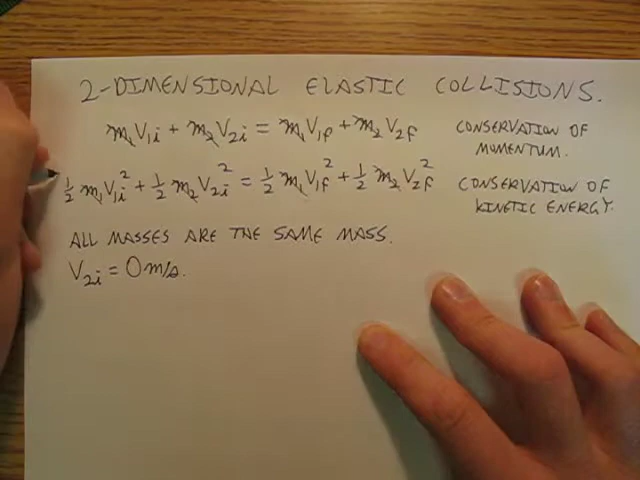 2-DIMENSIONAL ELASTIC COLLISIONS.
m₁V₁ᵢ + m₂V₂ᵢ = m₁V₁f + m₂V₂f CONSERVATION OF MOMENTUM.
½ m₁V₁ᵢ² + ½ m₂V₂ᵢ² = ½ m₁V₁f² + ½ m₂V₂f² CONSERVATION OF KINETIC ENERGY.
ALL MASSES ARE THE SAME MASS.
V₂ᵢ = 0 m/s.